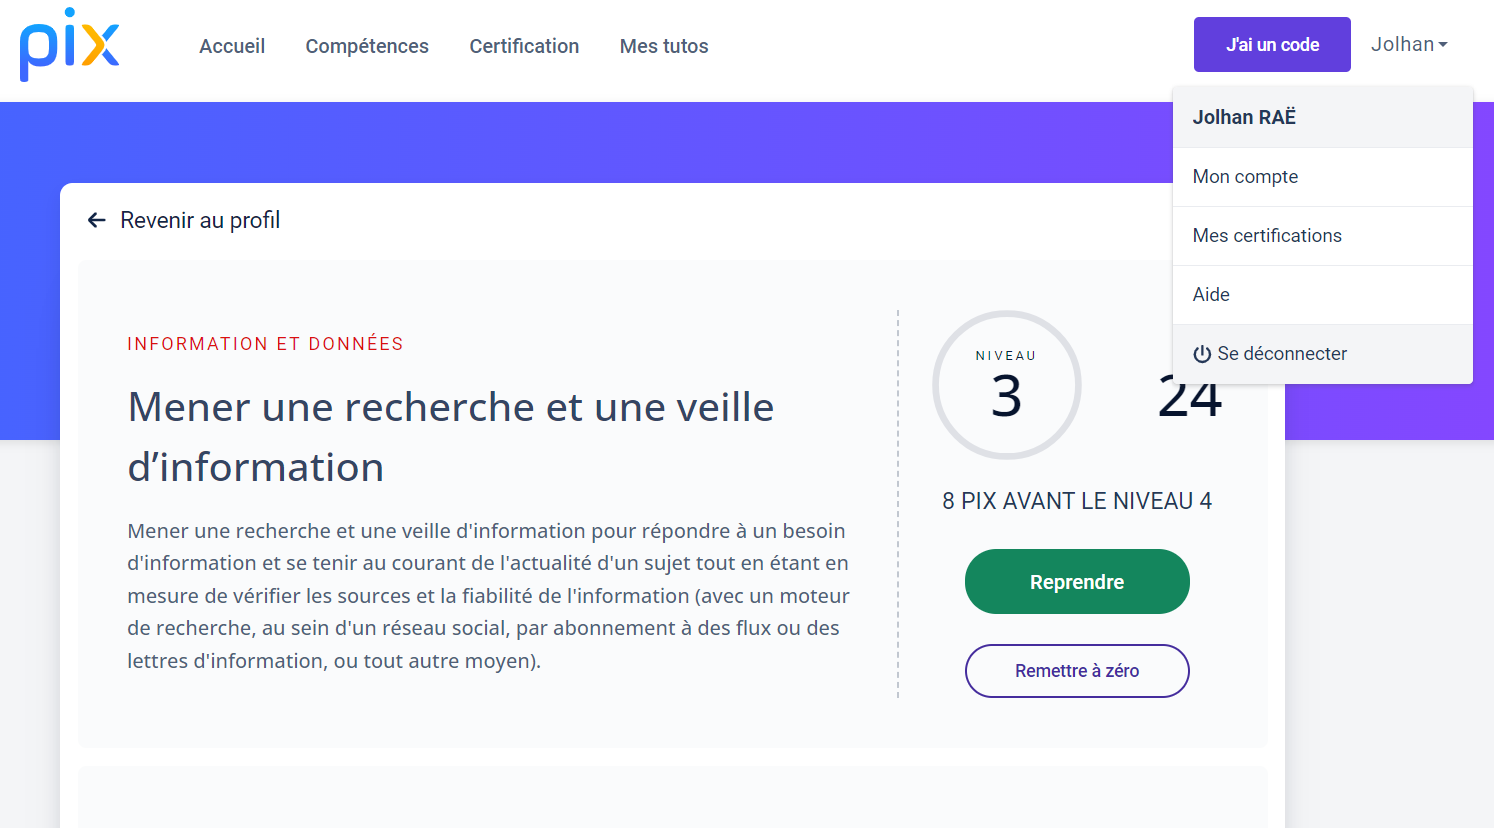 pix
Accueil
Compétences
Certification
Mes tutos
J'ai un code
Jolhan
Jolhan RAË
Mon compte
Mes certifications
Aide
Se déconnecter
Revenir au profil
INFORMATION ET DONNÉES
Mener une recherche et une veille
d’information
Mener une recherche et une veille d'information pour répondre à un besoin
d'information et se tenir au courant de l'actualité d'un sujet tout en étant en
mesure de vérifier les sources et la fiabilité de l'information (avec un moteur
de recherche, au sein d'un réseau social, par abonnement à des flux ou des
lettres d'information, ou tout autre moyen).
NIVEAU
3
24
8 PIX AVANT LE NIVEAU 4
Reprendre
Remettre à zéro